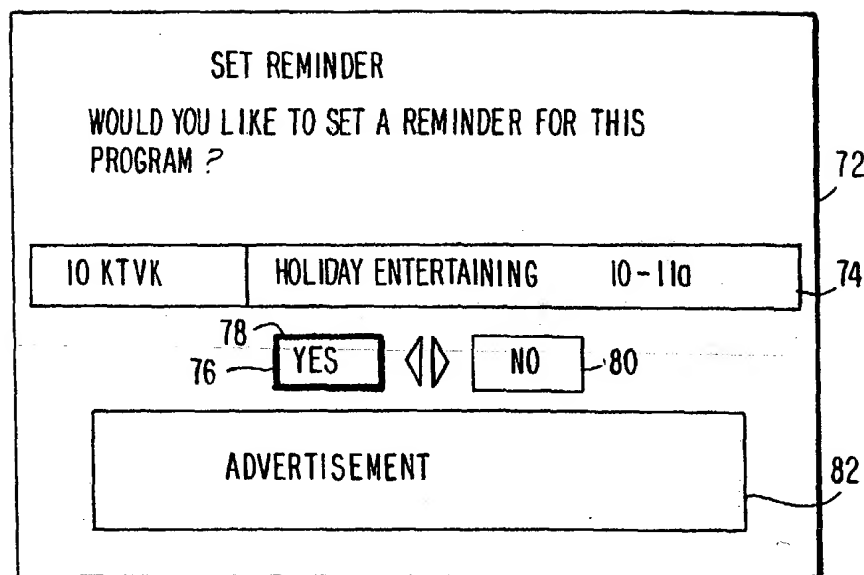 SET REMINDER
WOULD YOU LIKE TO SET A REMINDER FOR THIS
PROGRAM ?
72
10 KTVK HOLIDAY ENTERTAINING 10-11a 74
78
76 YES NO 80
ADVERTISEMENT
82